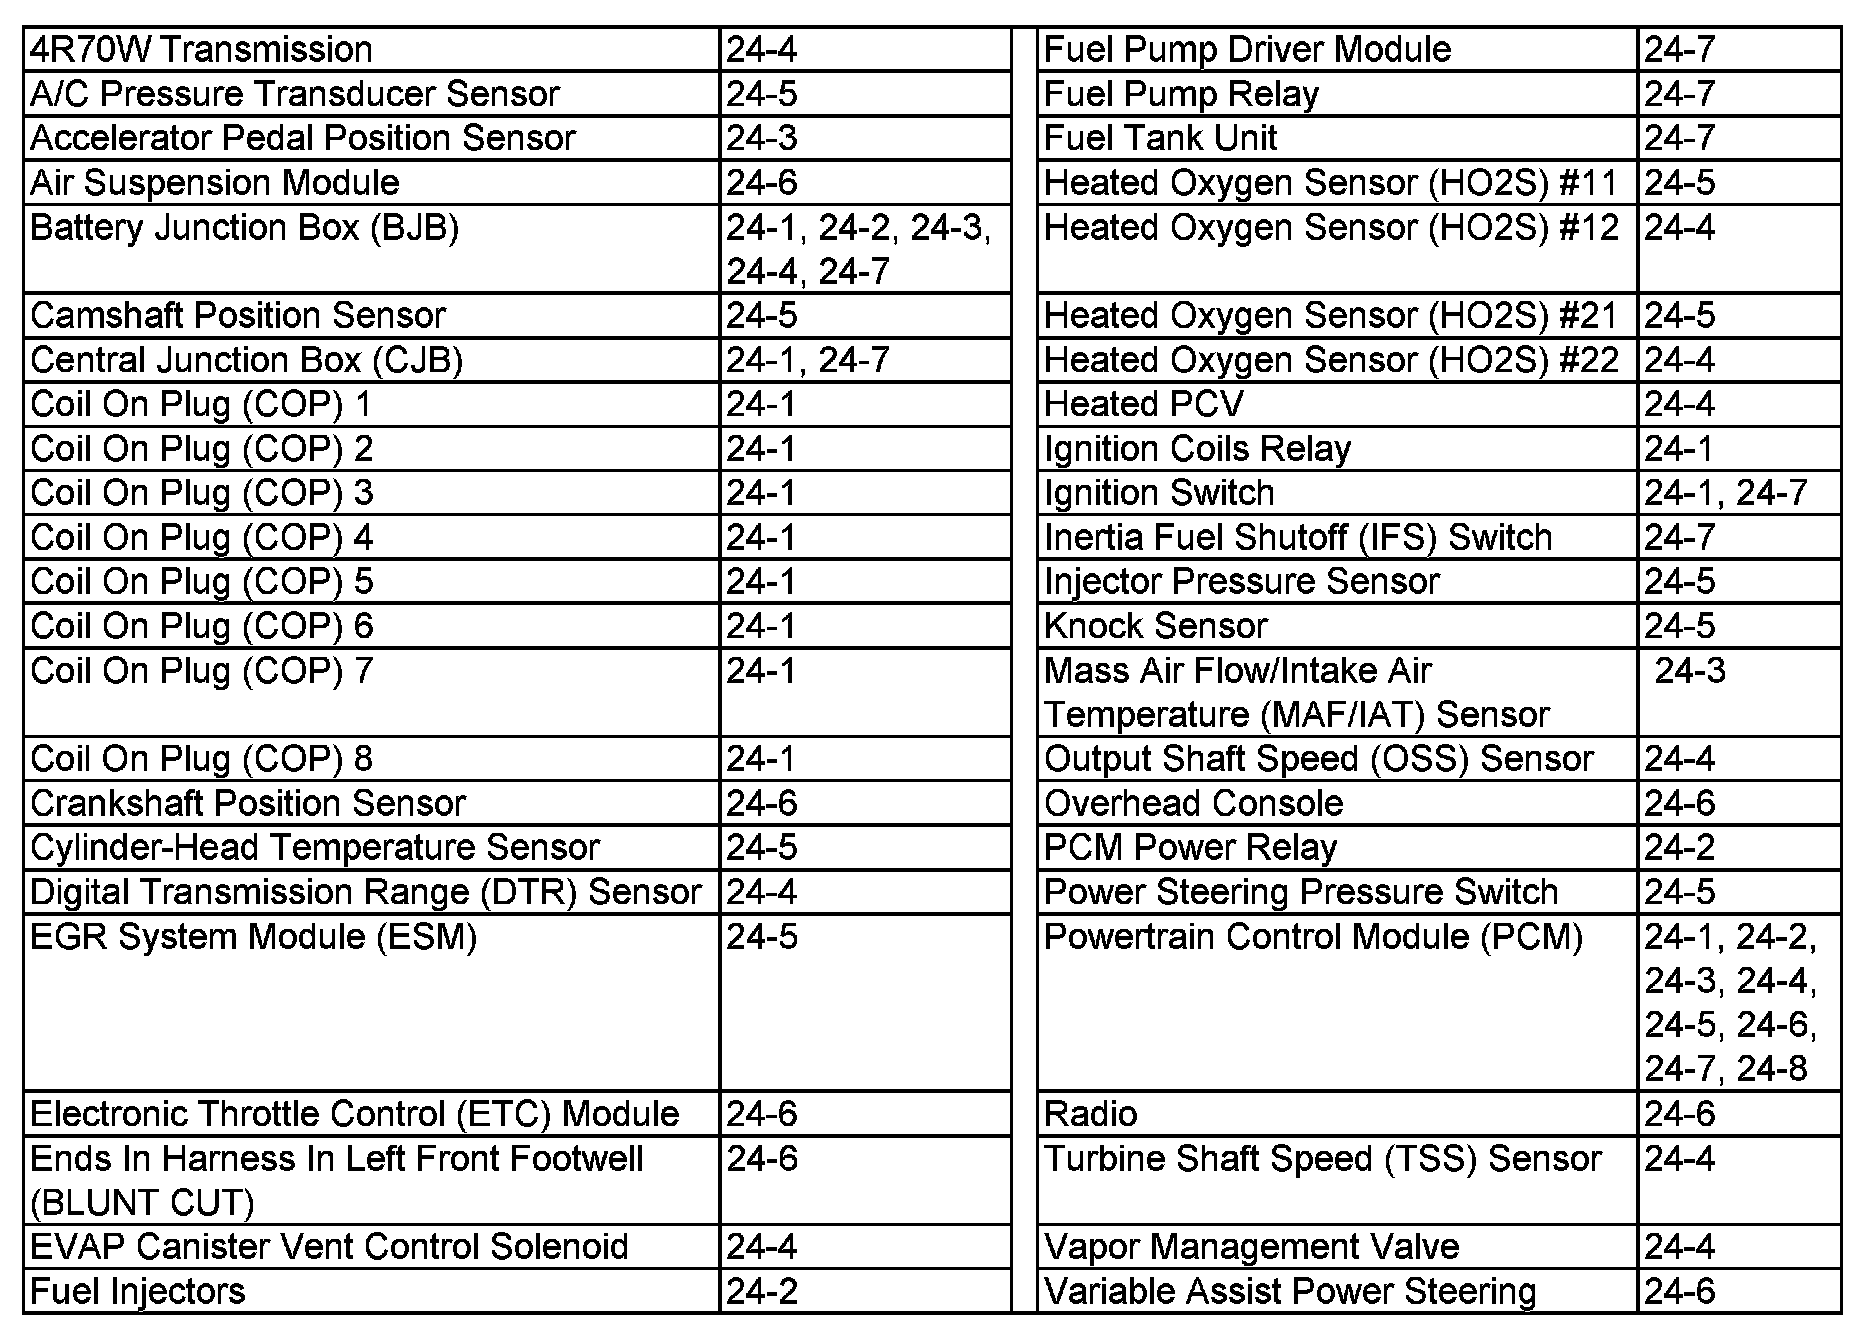 4R70W Transmission 24-4 Fuel Pump Driver Module 24-7
A/C Pressure Transducer Sensor 24-5 Fuel Pump Relay 24-7
Accelerator Pedal Position Sensor 24-3 Fuel Tank Unit 24-7
Air Suspension Module 24-6 Heated Oxygen Sensor (HO2S) #11 24-5
Battery Junction Box (BJB) 24-1, 24-2, 24-3, Heated Oxygen Sensor (HO2S) #12 24-4
24-4, 24-7
Camshaft Position Sensor 24-5 Heated Oxygen Sensor (HO2S) #21 24-5
Central Junction Box (CJB) 24-1, 24-7 Heated Oxygen Sensor (HO2S) #22 24-4
Coil On Plug (COP) 1 24-1 Heated PCV 24-4
Coil On Plug (COP) 2 24-1 Ignition Coils Relay 24-1
Coil On Plug (COP) 3 24-1 Ignition Switch 24-1, 24-7
Coil On Plug (COP) 4 24-1 Inertia Fuel Shutoff (IFS) Switch 24-7
Coil On Plug (COP) 5 24-1 Injector Pressure Sensor 24-5
Coil On Plug (COP) 6 24-1 Knock Sensor 24-5
Coil On Plug (COP) 7 24-1 Mass Air Flow/Intake Air 24-3
Temperature (MAF/IAT) Sensor
Coil On Plug (COP) 8 24-1 Output Shaft Speed (OSS) Sensor 24-4
Crankshaft Position Sensor 24-6 Overhead Console 24-6
Cylinder-Head Temperature Sensor 24-5 PCM Power Relay 24-2
Digital Transmission Range (DTR) Sensor 24-4 Power Steering Pressure Switch 24-5
EGR System Module (ESM) 24-5 Powertrain Control Module (PCM) 24-1, 24-2,
24-3, 24-4,
24-5, 24-6,
24-7, 24-8
Electronic Throttle Control (ETC) Module 24-6 Radio 24-6
Ends In Harness In Left Front Footwell 24-6 Turbine Shaft Speed (TSS) Sensor 24-4
(BLUNT CUT)
EVAP Canister Vent Control Solenoid 24-4 Vapor Management Valve 24-4
Fuel Injectors 24-2 Variable Assist Power Steering 24-6